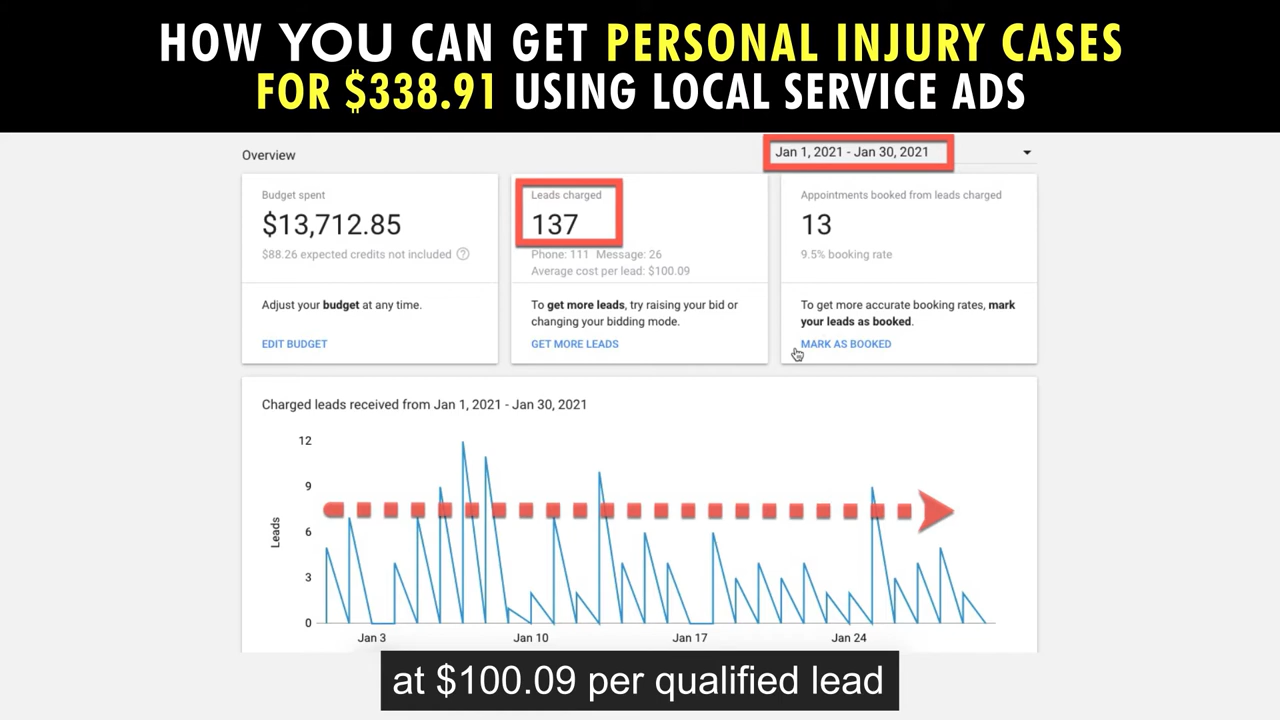 HOW YOU CAN GET PERSONAL INJURY CASES
FOR $338.91 USING LOCAL SERVICE ADS
Overview
Jan 1, 2021 - Jan 30, 2021
Budget spent
$13,712.85
$88.26 expected credits not included ?
Adjust your budget at any time.
EDIT BUDGET
Leads charged
137
Phone: 111 Message: 26
Average cost per lead: $100.09
To get more leads, try raising your bid or
changing your bidding mode.
GET MORE LEADS
Appointments booked from leads charged
13
9.5% booking rate
To get more accurate booking rates, mark
your leads as booked.
MARK AS BOOKED
Charged leads received from Jan 1, 2021 - Jan 30, 2021
Leads
12
9
6
3
0
Jan 3 Jan 10 Jan 17 Jan 24
at $100.09 per qualified lead